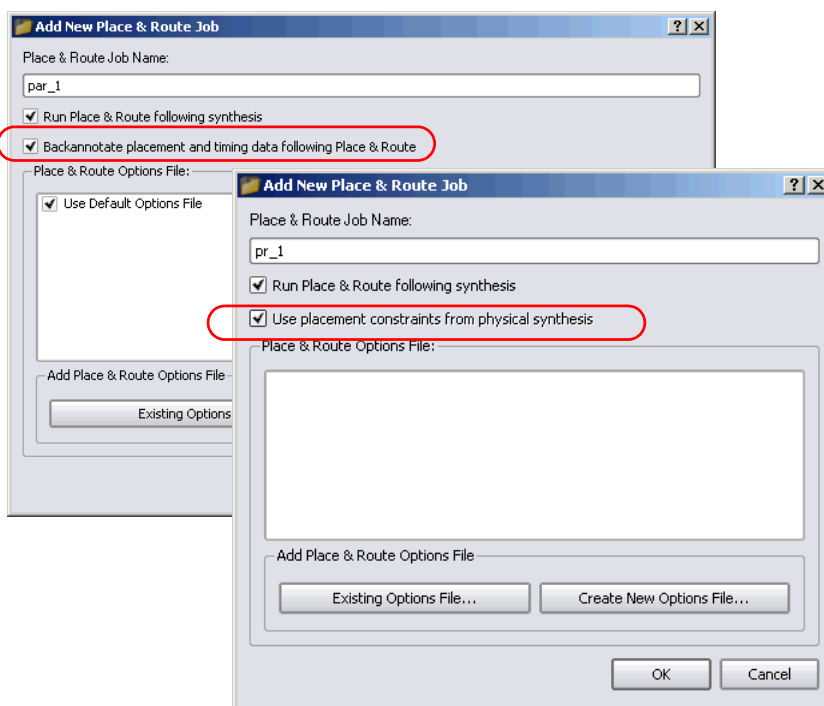 Add New Place & Route Job
Place & Route Job Name:
par_1
Run Place & Route following synthesis
Backannotate placement and timing data following Place & Route
Place & Route Options File:
Use Default Options File
Add Place & Route Options File
Existing Options
Add New Place & Route Job
Place & Route Job Name:
pr_1
Run Place & Route following synthesis
Use placement constraints from physical synthesis
Place & Route Options File:
Add Place & Route Options File
Existing Options File...
Create New Options File...
OK
Cancel